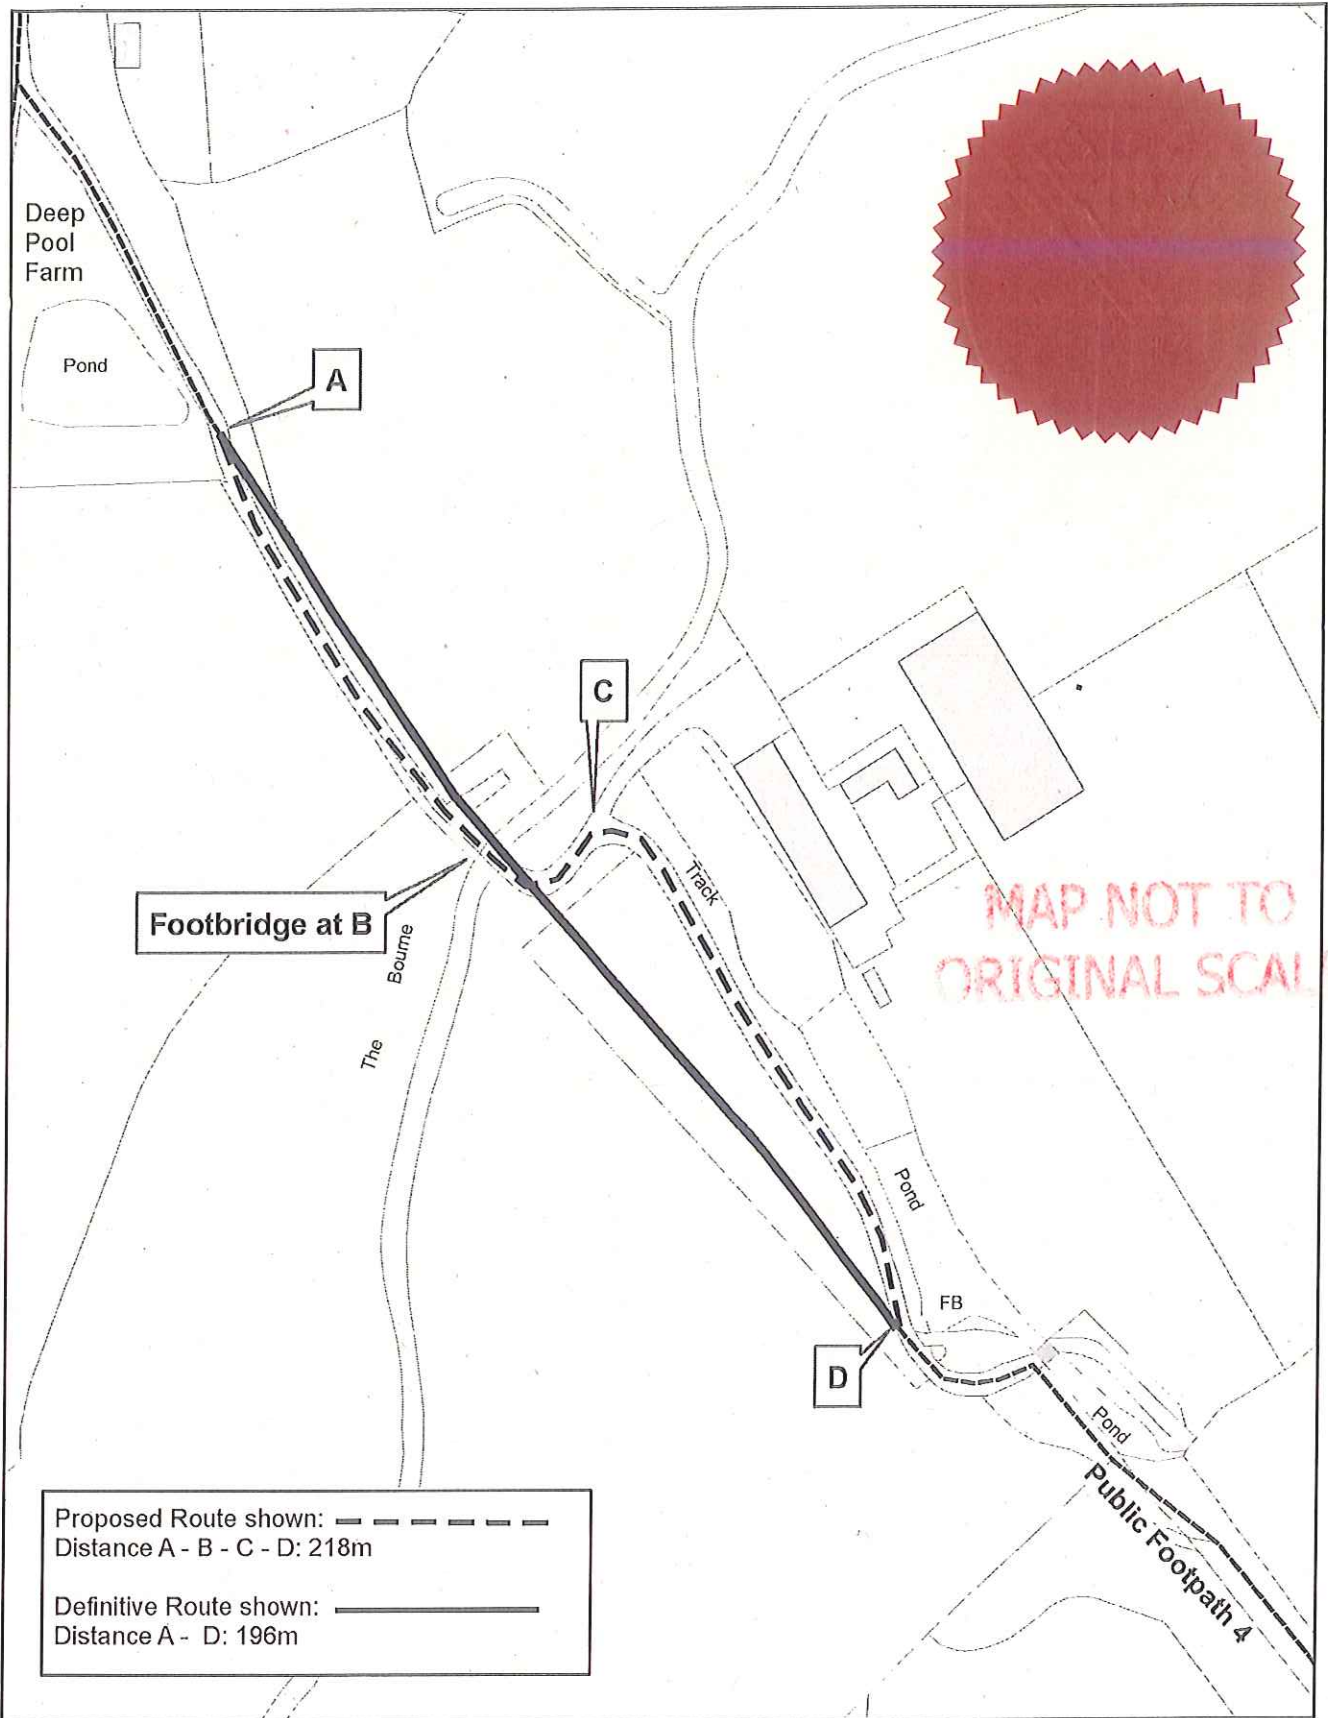 Deep
Pool
Farm
Pond
A
C
Track
Footbridge at B
Bourne
The
MAP NOT TO
ORIGINAL SCAL
Pond
FB
D
Pond
Public Footpath 4
Proposed Route shown:
Distance A - B - C - D: 218m
Definitive Route shown:
Distance A - D: 196m